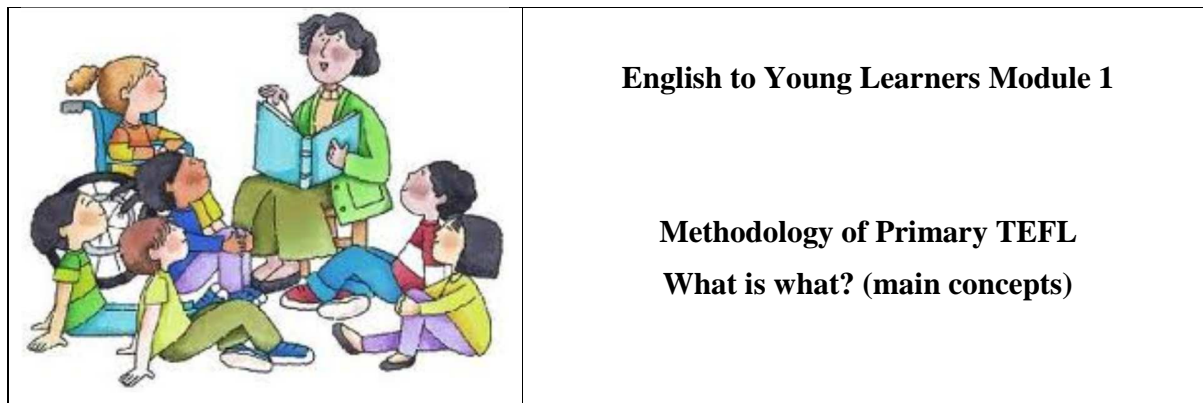 English to Young Learners Module 1
Methodology of Primary TEFL
What is what? (main concepts)